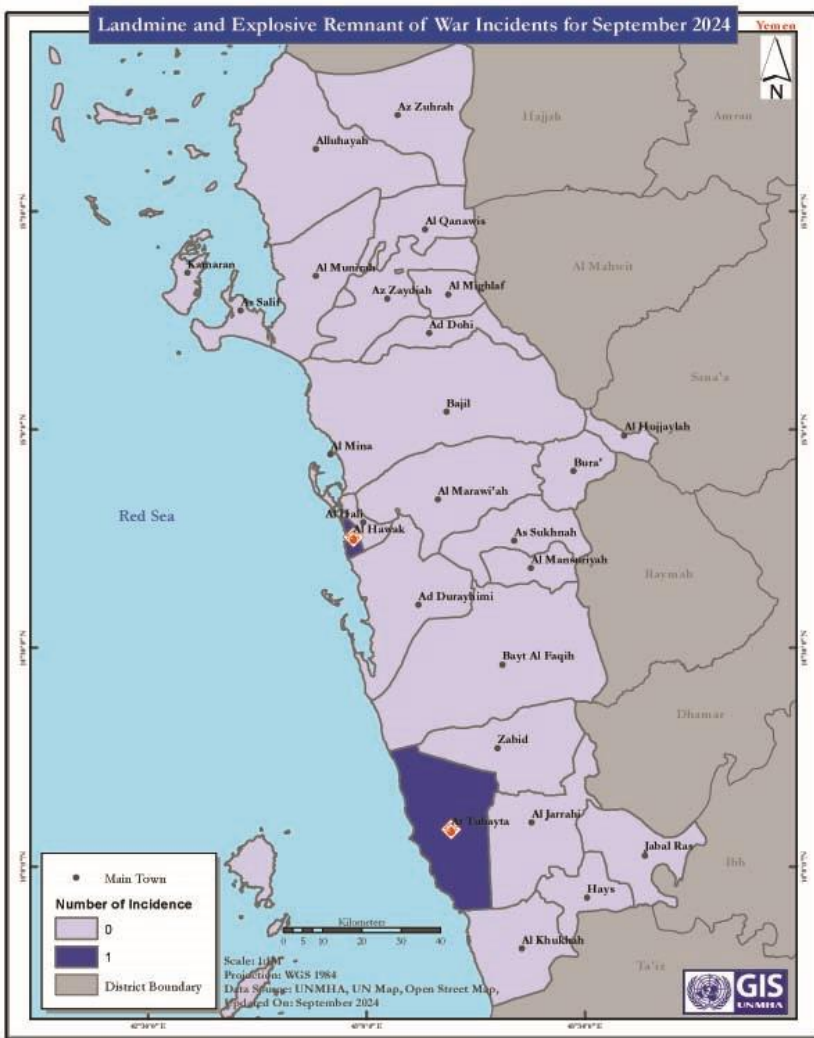 Landmine and Explosive Remnant of War Incidents for September 2024
Yemen
N
Az Zuhrah
Hajjah
Amran
Alluhayah
Al Qanawis
Al Mahwit
Kamaran
Al Munirah
Az Zaydiah
Al Mighlaf
As Salif
Ad Dohi
Sana'a
Bajil
Al Hujjaylah
Al Mina
Bura'
Al Marawi'ah
Red Sea
Al Hali
Al Hawak
As Sukhnah
Al Mansuriyah
Raymah
Ad Durayhimi
Bayt Al Faqih
Dhamar
Zabid
At Tuhayta
Al Jarrahi
Jabal Ras
Ibb
Hays
Al Khukhah
Ta'iz
Main Town
Number of Incidence
0
1
District Boundary
Kilometers
0 5 10 20 30 40
Scale: 1:1M
Projection: WGS 1984
Data Source: UNMHA, UN Map, Open Street Map,
Updated On: September 2024
GIS
UNMHA